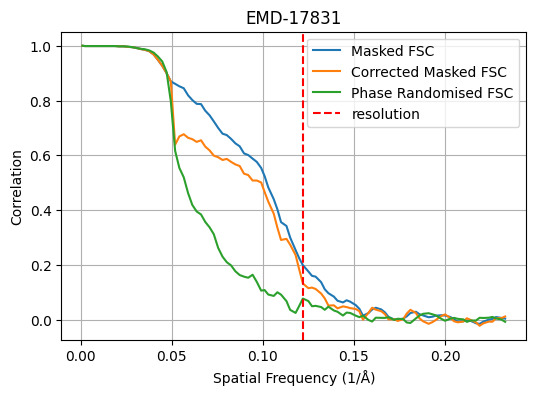 EMD-17831
1.0
0.8
0.6
0.4
0.2
0.0
Correlation
Masked FSC
Corrected Masked FSC
Phase Randomised FSC
resolution
0.00
0.05
0.10
0.15
0.20
Spatial Frequency (1/Å)